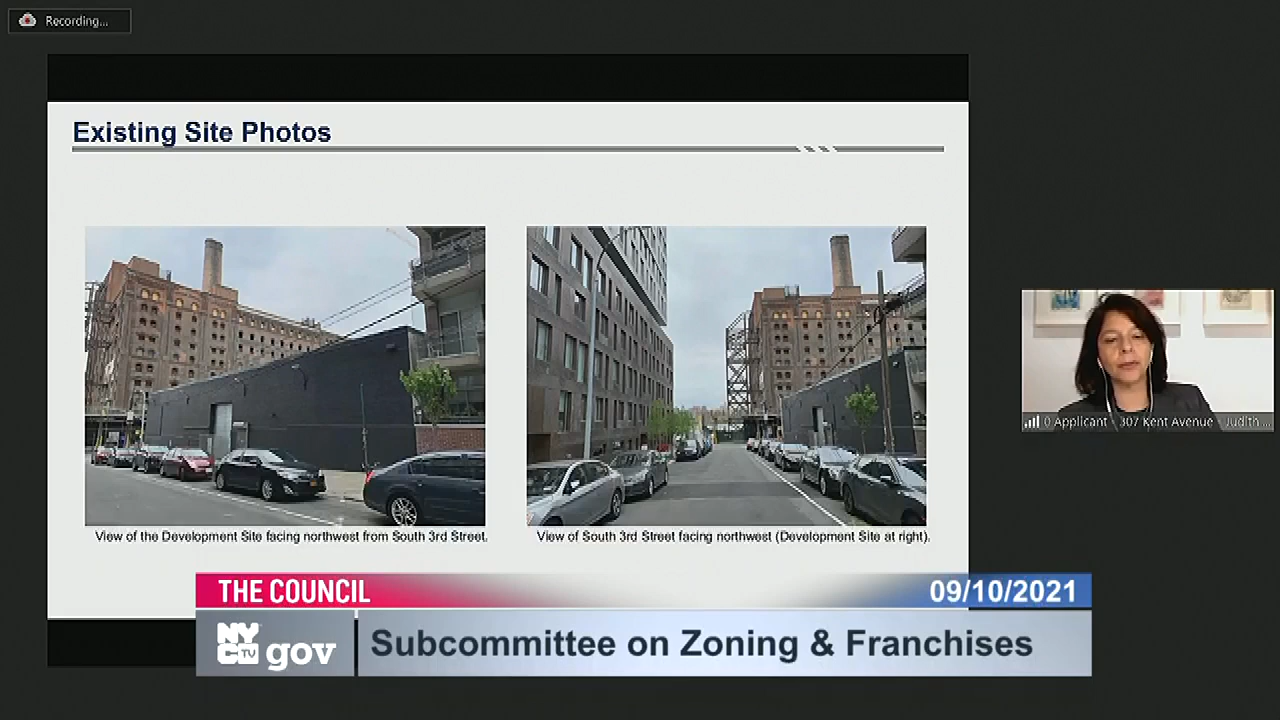 Recording...
Existing Site Photos
View of the Development Site facing northwest from South 3rd Street.
View of South 3rd Street facing northwest (Development Site at right).
0 Applicant - 307 Kent Avenue - Judith ...
THE COUNCIL
09/10/2021
NYC TV gov
Subcommittee on Zoning & Franchises